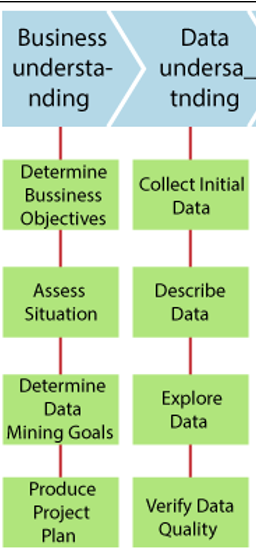 Business
understa-
nding
Data
undersa_
tnding
Determine
Bussiness
Objectives
Collect Initial
Data
Assess
Situation
Describe
Data
Determine
Data
Mining Goals
Explore
Data
Produce
Project
Plan
Verify Data
Quality